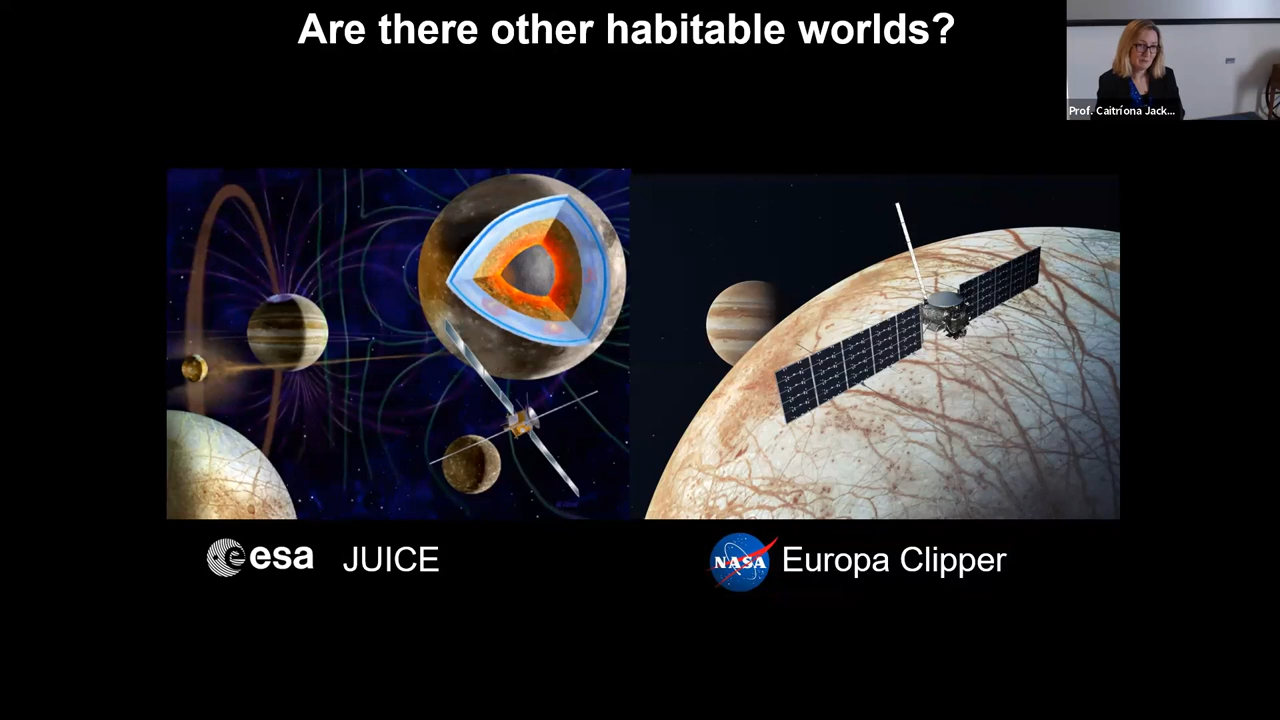 Are there other habitable worlds?
Prof. Caitríona Jack...
esa JUICE
NASA Europa Clipper